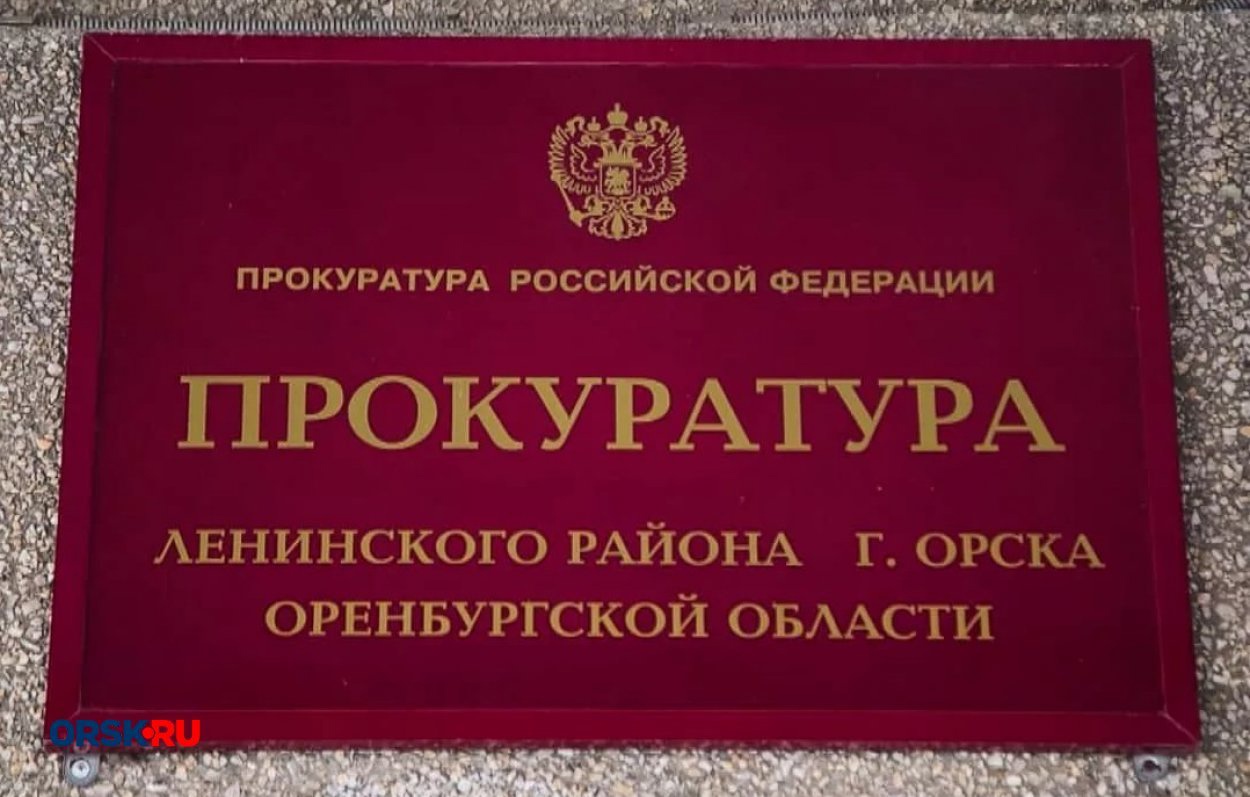 ПРОКУРАТУРА РОССИЙСКОЙ ФЕДЕРАЦИИ
ПРОКУРАТУРА
ЛЕНИНСКОГО РАЙОНА Г. ОРСКА
ОРЕНБУРГСКОЙ ОБЛАСТИ
ORSK.RU